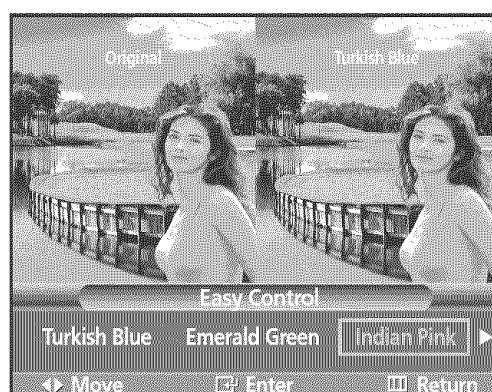 Original
Turkish Blue
Easy Control
Turkish Blue Emerald Green Indian Pink
Move Enter Return